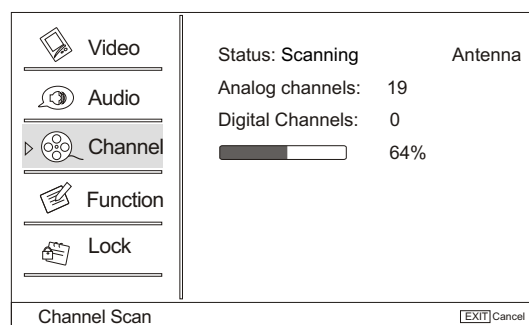 Video
Audio
Channel
Function
Lock
Status: Scanning Antenna
Analog channels: 19
Digital Channels: 0
64%
Channel Scan
EXIT Cancel